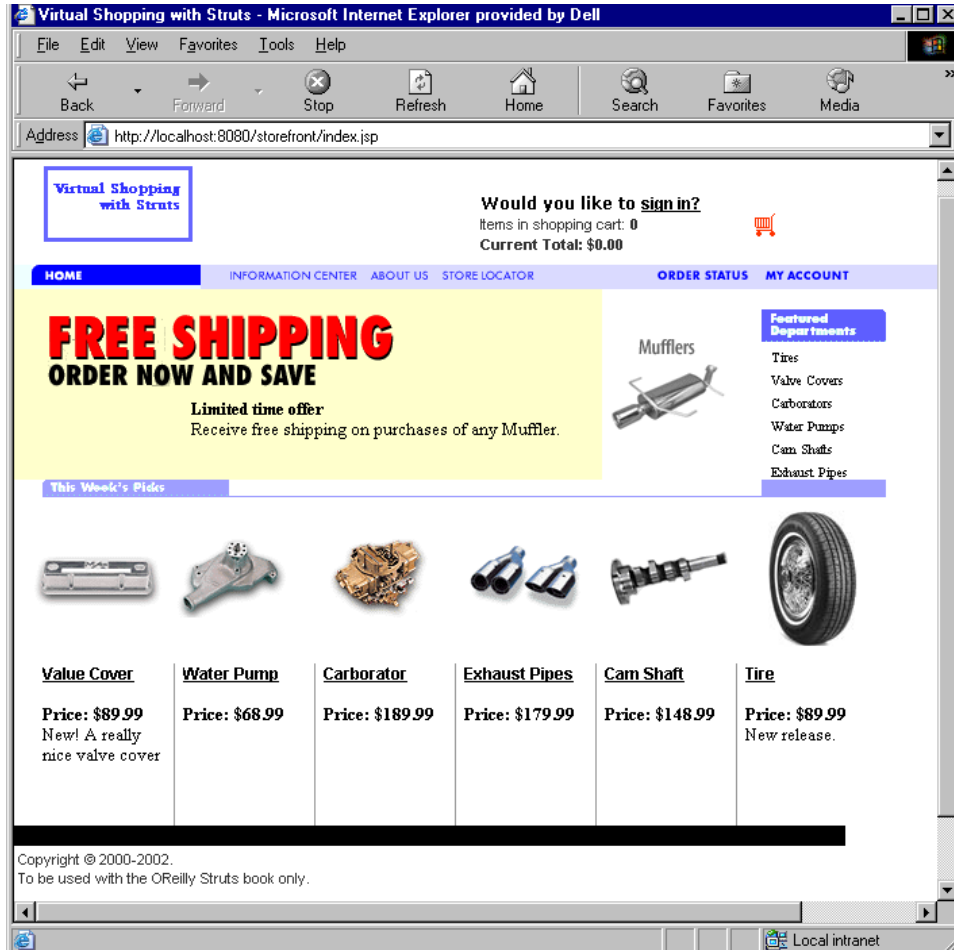 Virtual Shopping with Struts - Microsoft Internet Explorer provided by Dell
File Edit View Favorites Tools Help
Back Forward Stop Refresh Home Search Favorites Media
Address http://localhost:8080/storefront/index.jsp
Virtual Shopping
with Struts
Would you like to sign in?
Items in shopping cart: 0
Current Total: $0.00
HOME INFORMATION CENTER ABOUT US STORE LOCATOR ORDER STATUS MY ACCOUNT
FREE SHIPPING
ORDER NOW AND SAVE
Limited time offer
Receive free shipping on purchases of any Muffler.
Mufflers
Featured
Departments
Tires
Valve Covers
Carborators
Water Pumps
Cam Shafts
Exhaust Pipes
This Week's Picks
Value Cover Water Pump Carborator Exhaust Pipes Cam Shaft Tire
Price: $89.99 Price: $68.99 Price: $189.99 Price: $179.99 Price: $148.99 Price: $89.99
New! A really New release.
nice valve cover
Copyright © 2000-2002.
To be used with the OReilly Struts book only.
Local intranet